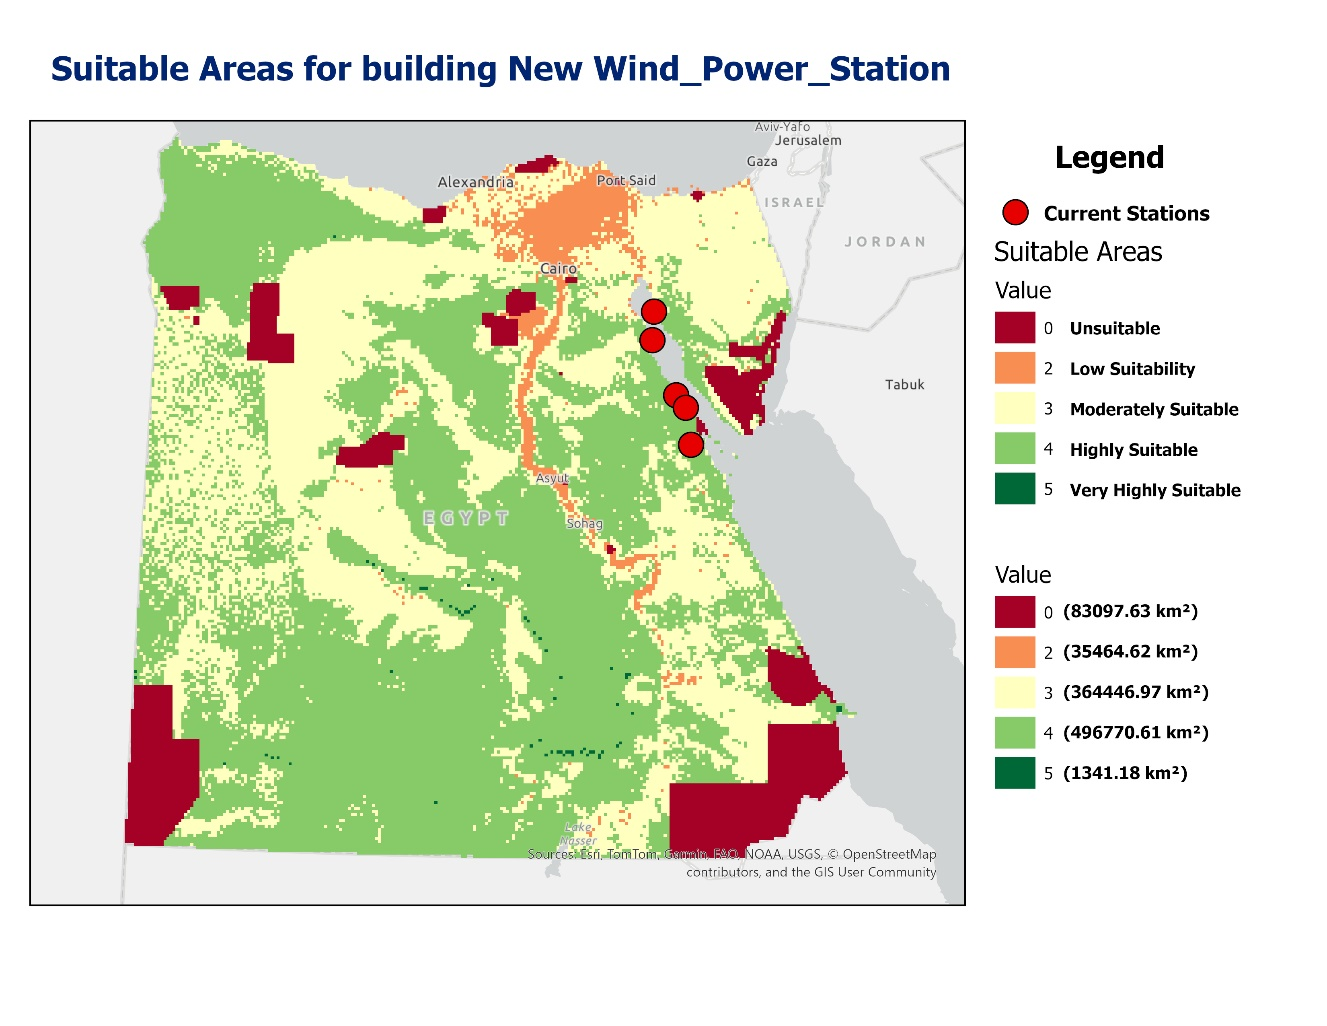 Suitable Areas for building New Wind_Power_Station
Aviv-Yafo
Jerusalem
Gaza
Alexandria
Port Said
ISRAEL
JORDAN
Cairo
Tabuk
Asyut
EGYPT
Sohag
Lake
Nasser
Sources: Esri, TomTom, Garmin, FAO, NOAA, USGS, © OpenStreetMap
contributors, and the GIS User Community
Legend
Current Stations
Suitable Areas
Value
0 Unsuitable
2 Low Suitability
3 Moderately Suitable
4 Highly Suitable
5 Very Highly Suitable
Value
0 (83097.63 km²)
2 (35464.62 km²)
3 (364446.97 km²)
4 (496770.61 km²)
5 (1341.18 km²)